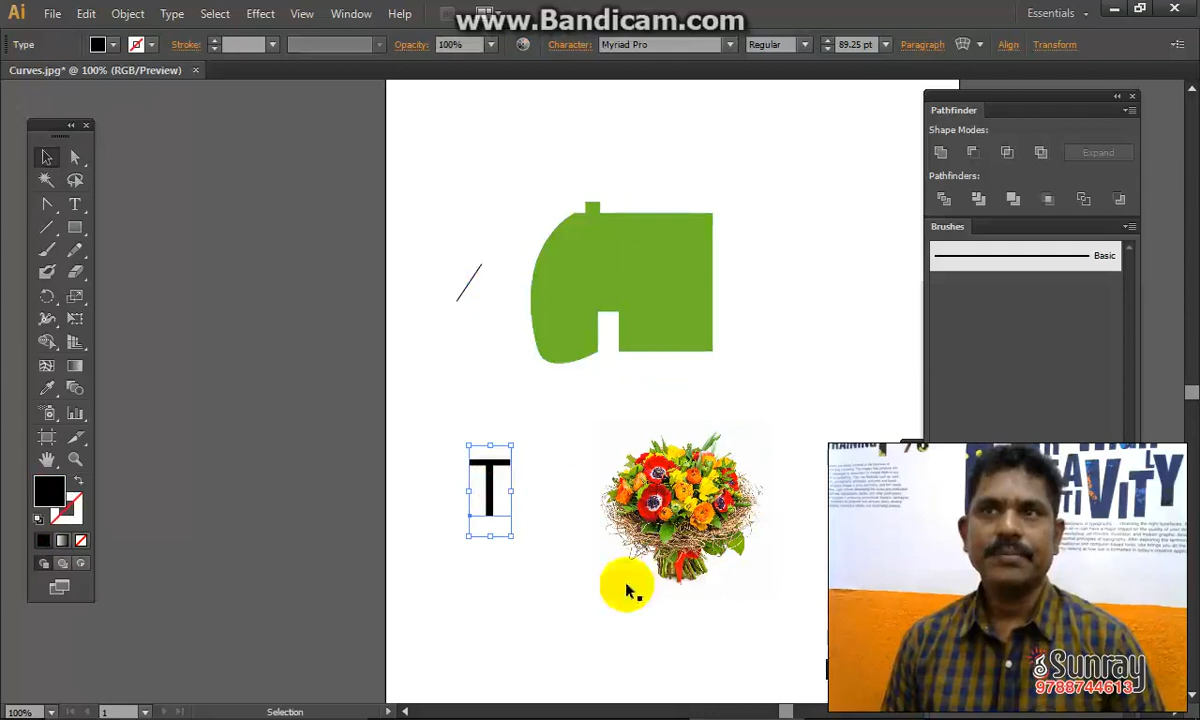 Ai File Edit Object Type Select Effect View Window Help
www.Bandicam.com
Essentials
Type
Stroke:
Opacity: 100%
Character: Myriad Pro
Regular
89.25 pt
Paragraph
Align
Transform
Curves.jpg* @ 100% (RGB/Preview)
Pathfinder
Shape Modes:
Expand
Pathfinders:
Brushes
Basic
T
Sunray
9788744613
100%
1
Selection